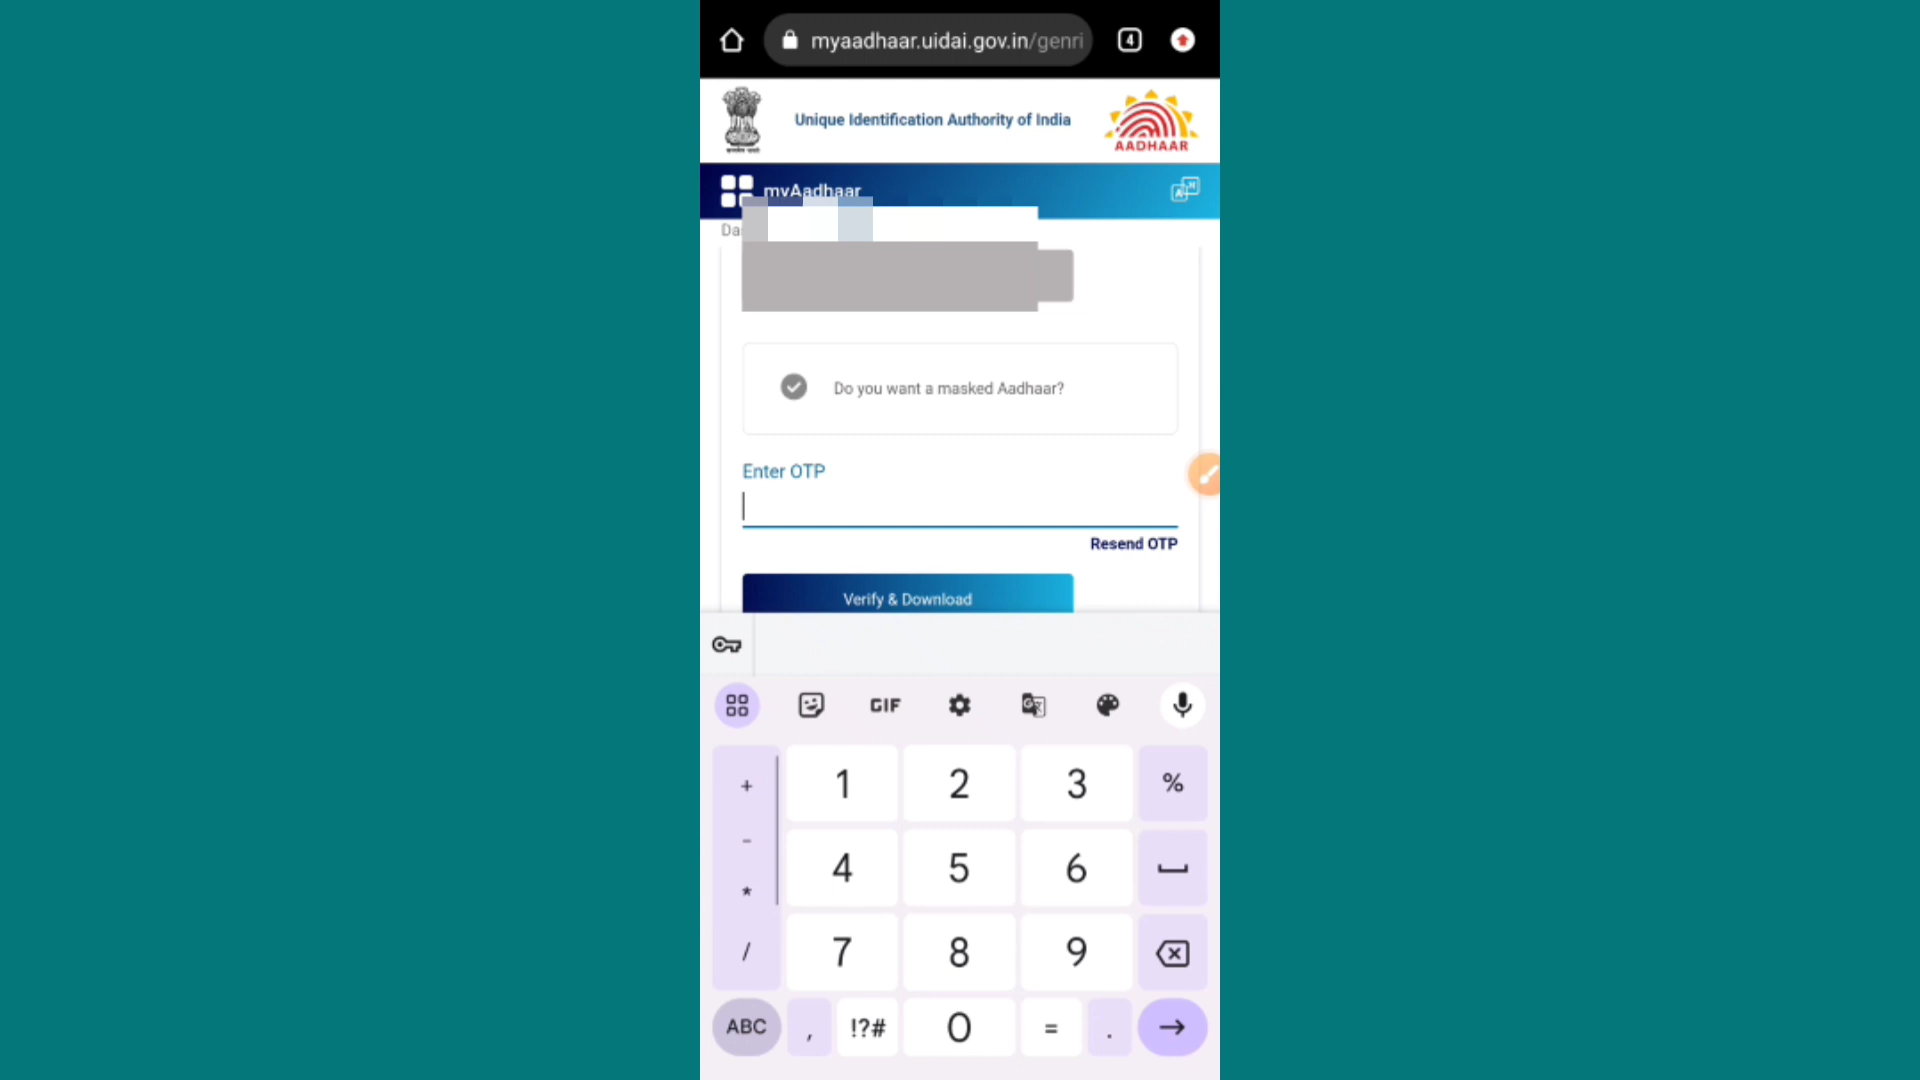 myaadhaar.uidai.gov.in/genri
4
Unique Identification Authority of India
AADHAAR
myAadhaar
Da
Do you want a masked Aadhaar?
Enter OTP
Resend OTP
Verify & Download
GIF
+ 1 2 3 %
- 4 5 6
*
/ 7 8 9
ABC , !?# 0 = .